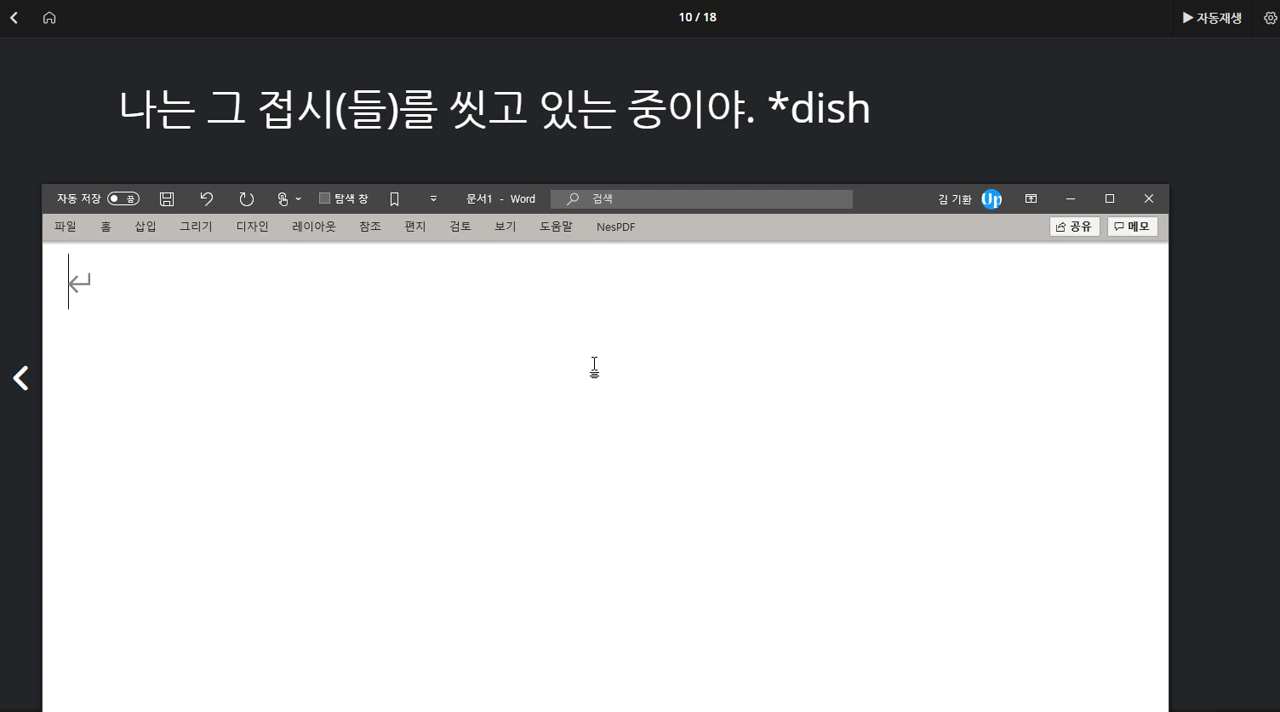 10 / 18
▶ 자동재생
나는 그 접시(들)를 씻고 있는 중이야. *dish
자동 저장 끔 탐색 창 문서1 - Word 검색 김 기환 Up
파일 홈 삽입 그리기 디자인 레이아웃 참조 편지 검토 보기 도움말 NesPDF 공유 메모